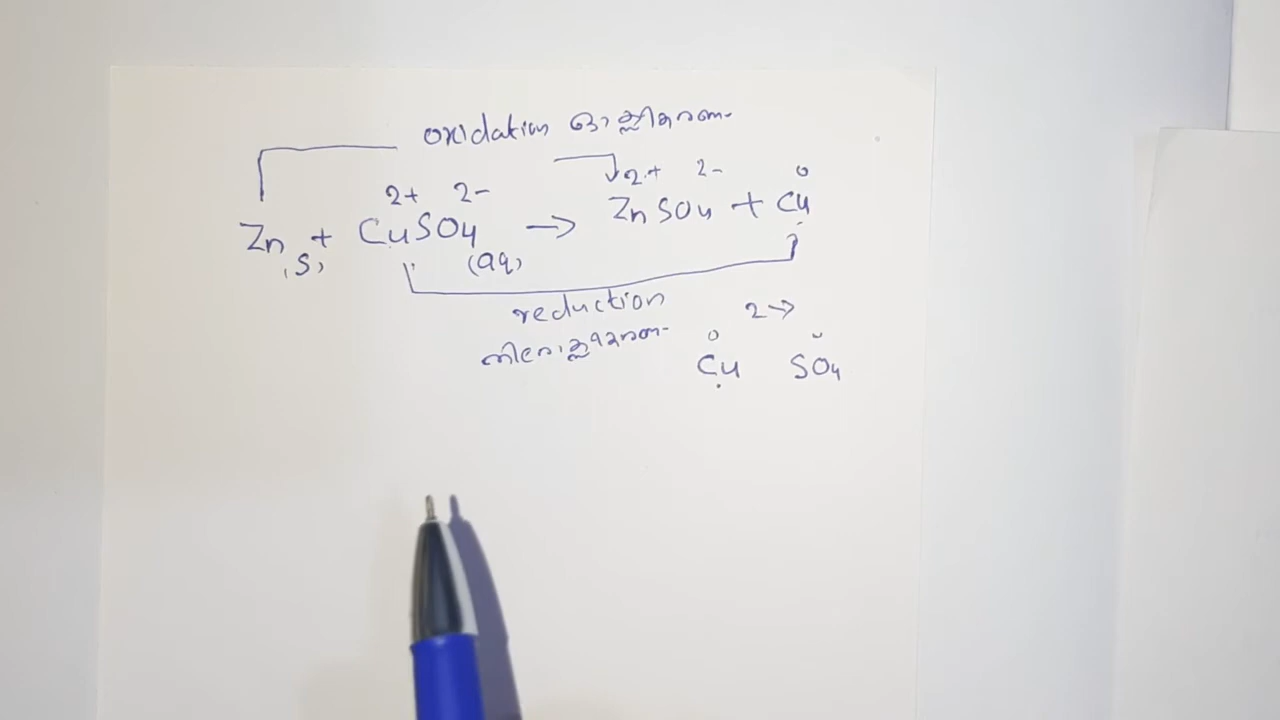 oxidation ഓക്സീകരണം
2+ 2- 2+ 2- 0
Zn(s) + CuSO4 (aq) → ZnSO4 + Cu
reduction
നിരോക്സീകരണം
2→
0
Cu SO4